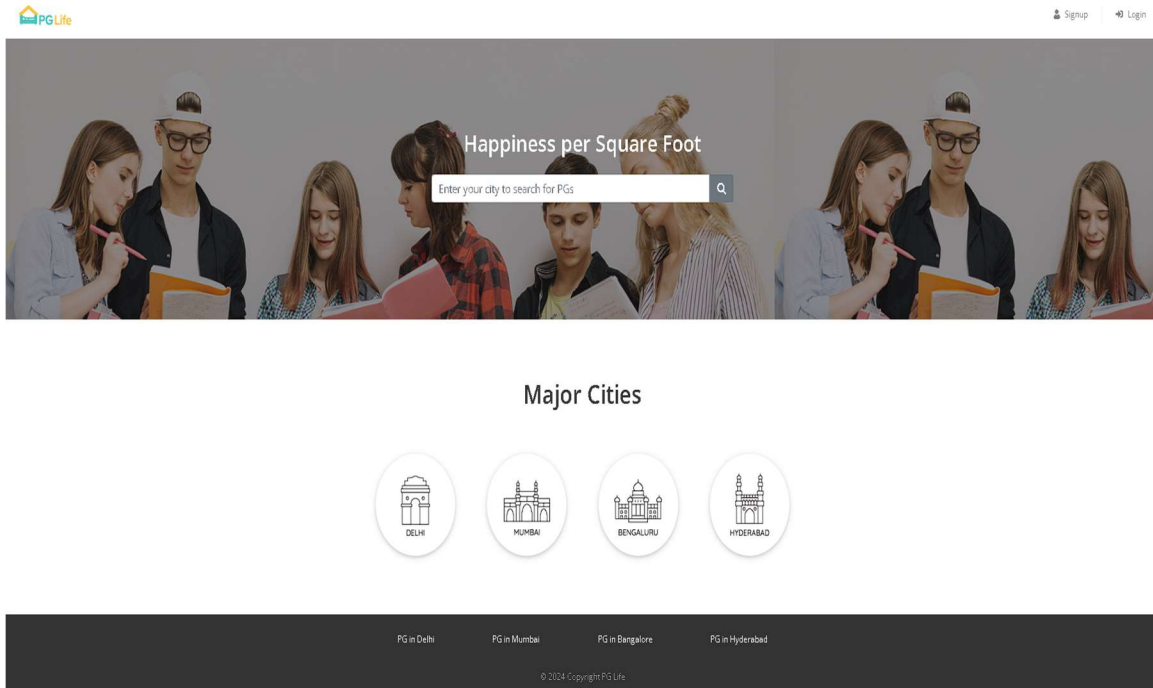 PG Life
Signup
Login
Happiness per Square Foot
Enter your city to search for PGs
Major Cities
DELHI
MUMBAI
BENGALURU
HYDERABAD
PG in Delhi
PG in Mumbai
PG in Bangalore
PG in Hyderabad
© 2024 Copyright PG Life